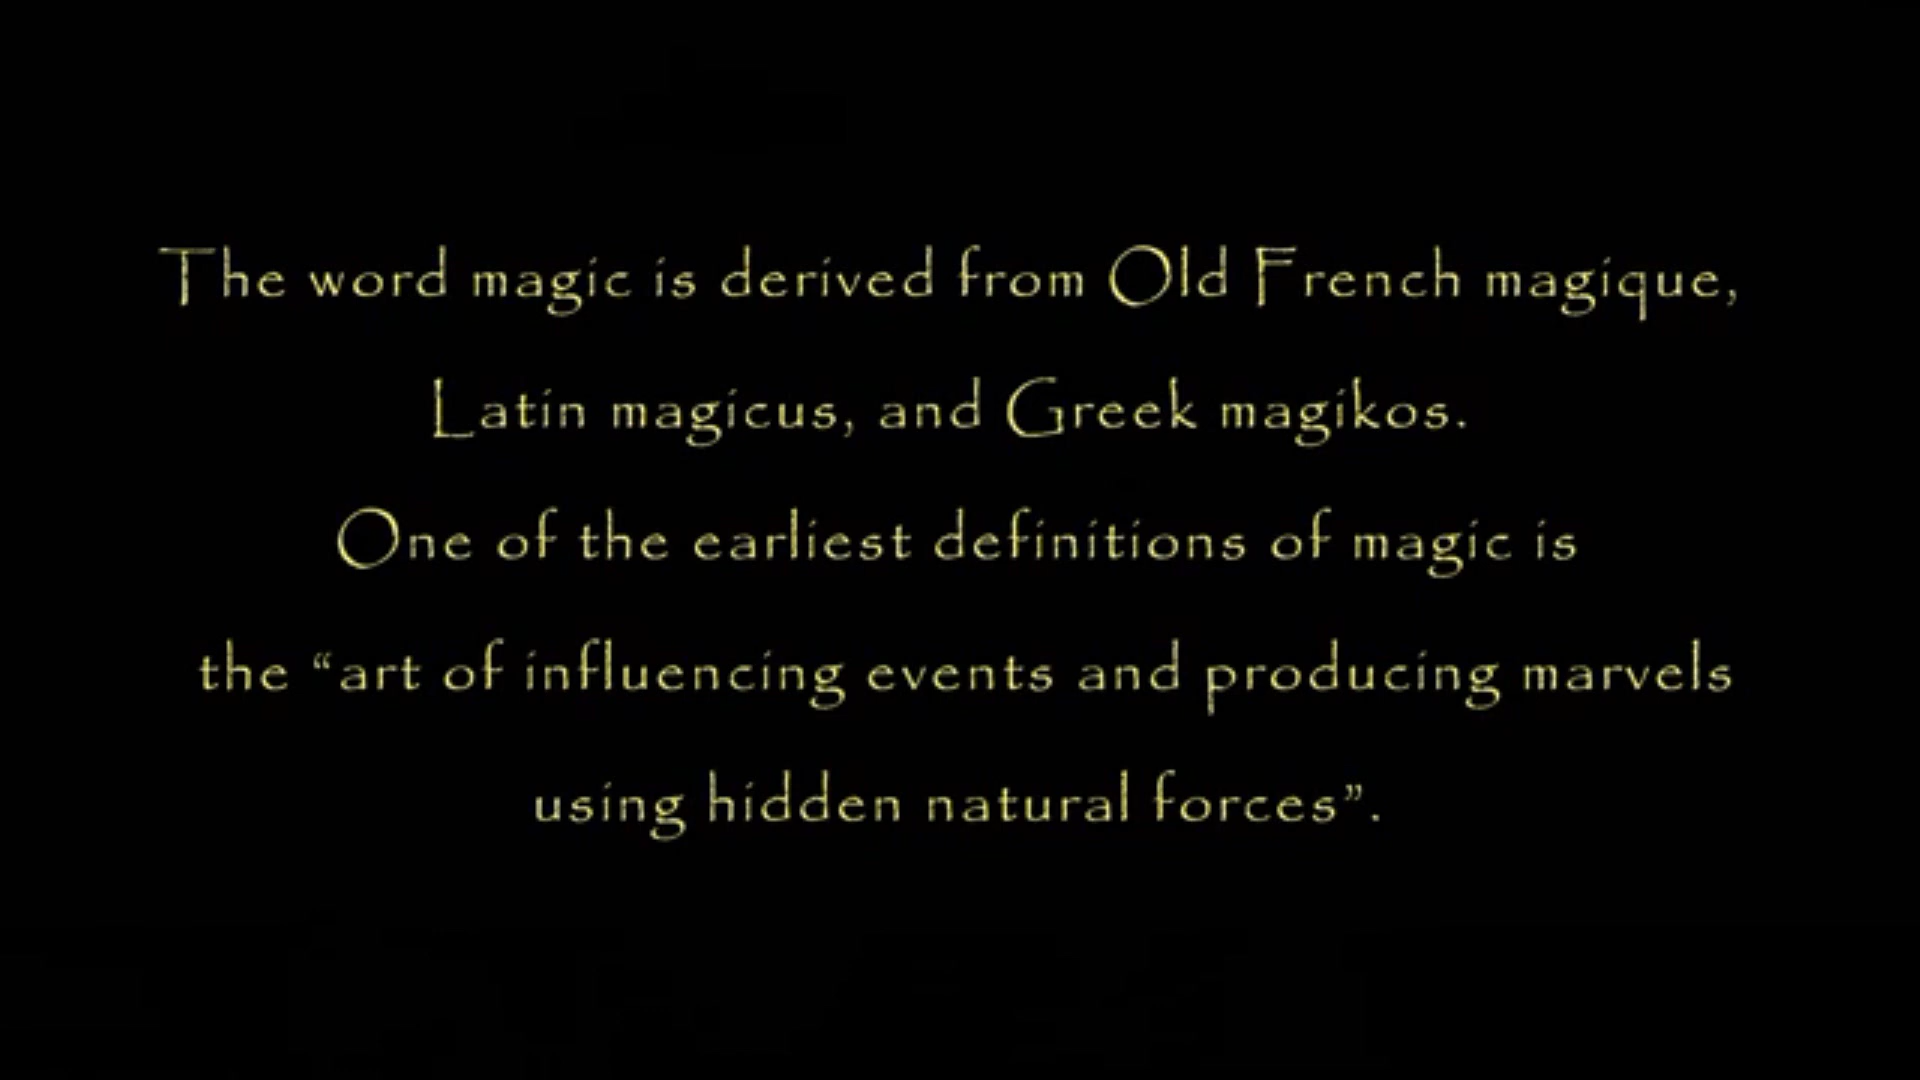 The word magic is derived from Old French magique,
Latin magicus, and Greek magikos.
One of the earliest definitions of magic is
the “art of influencing events and producing marvels
using hidden natural forces”.